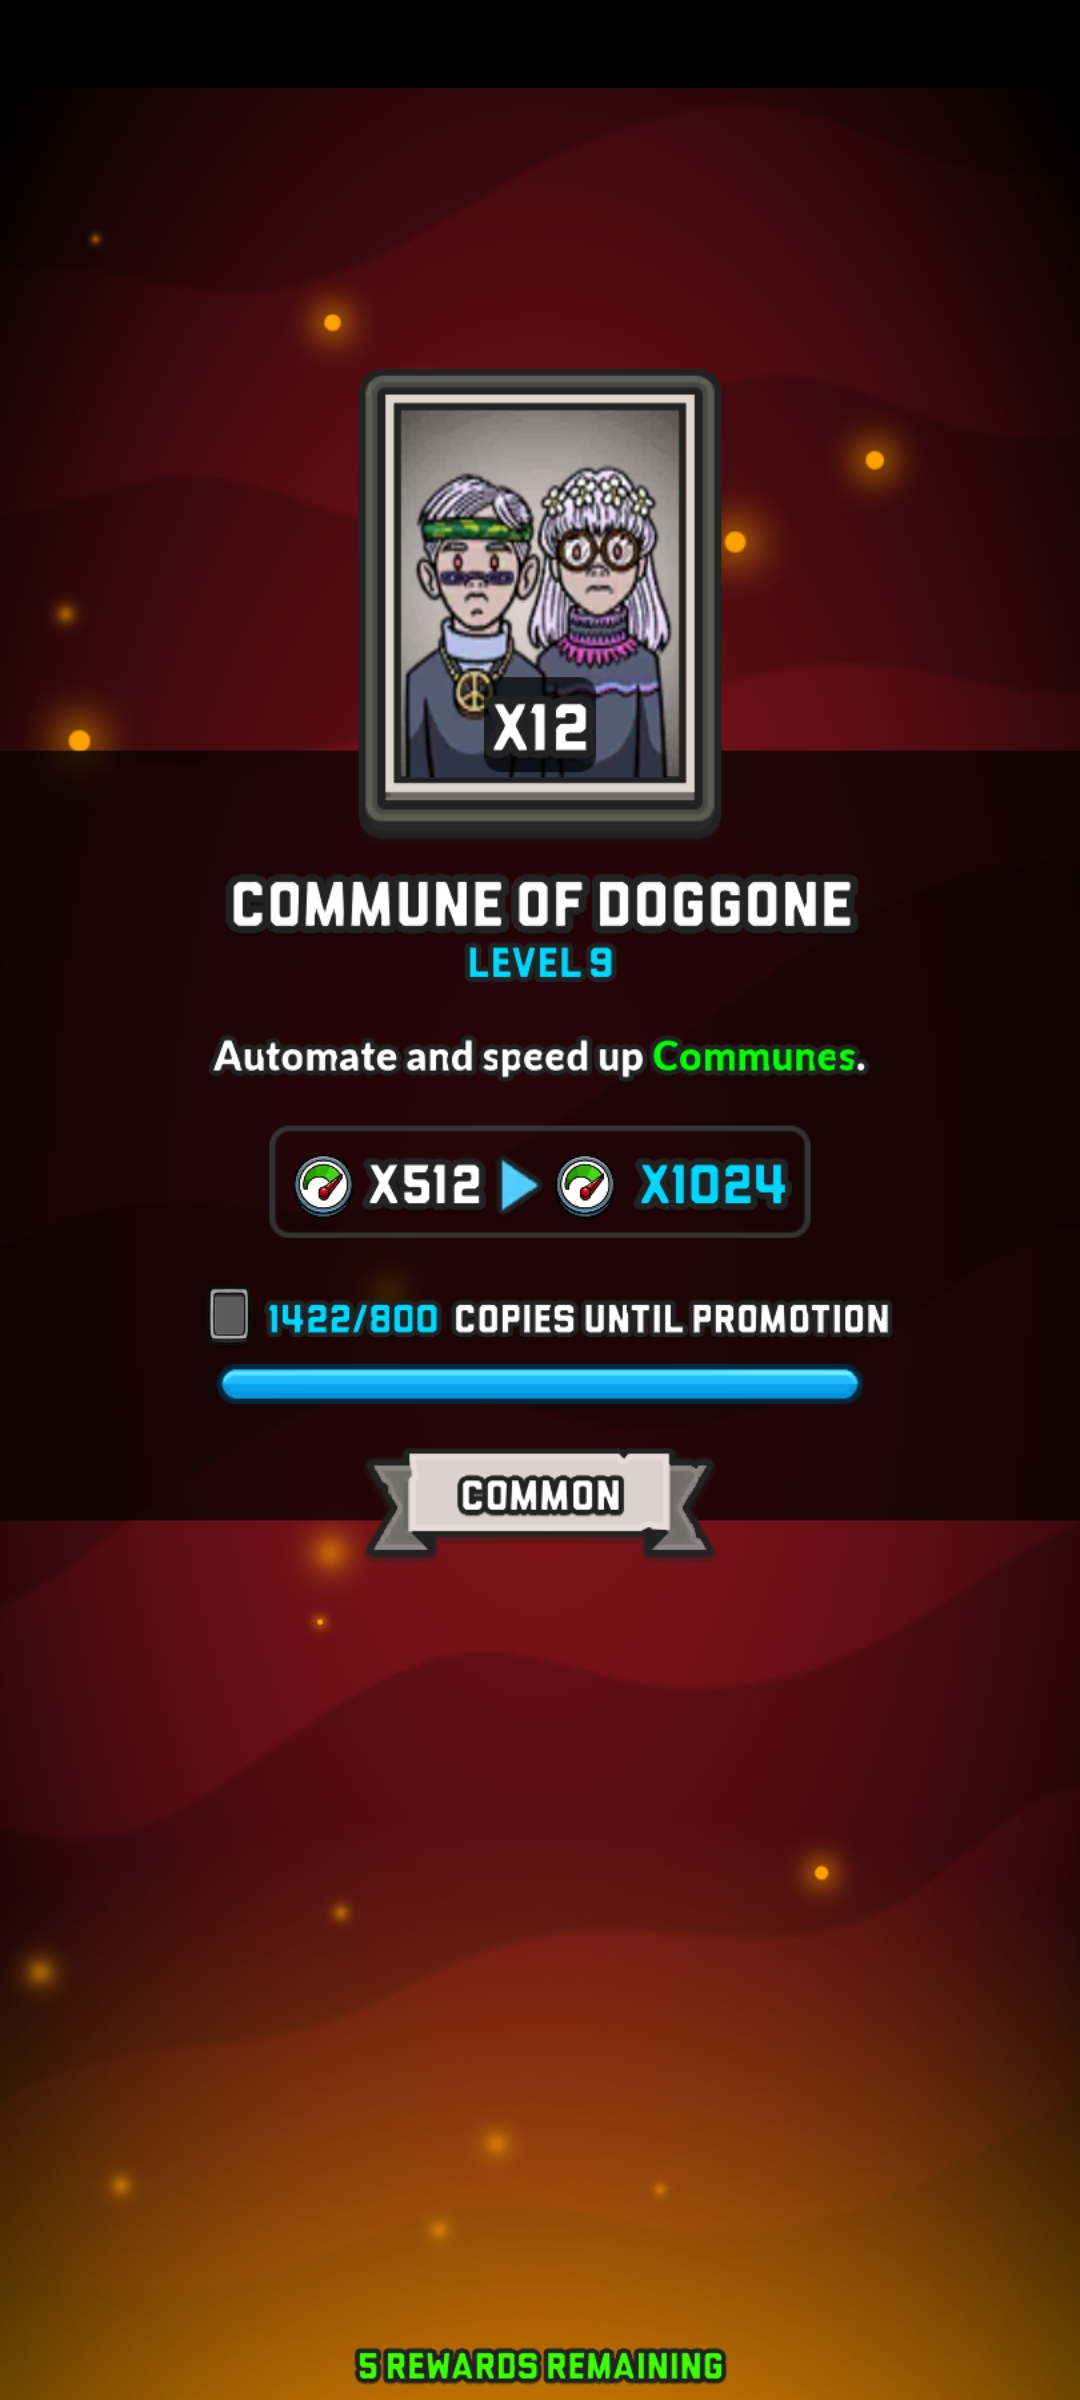 X12
COMMUNE OF DOGGONE
LEVEL 9
Automate and speed up Communes.
X512 X1024
1422/800 COPIES UNTIL PROMOTION
COMMON
5 REWARDS REMAINING